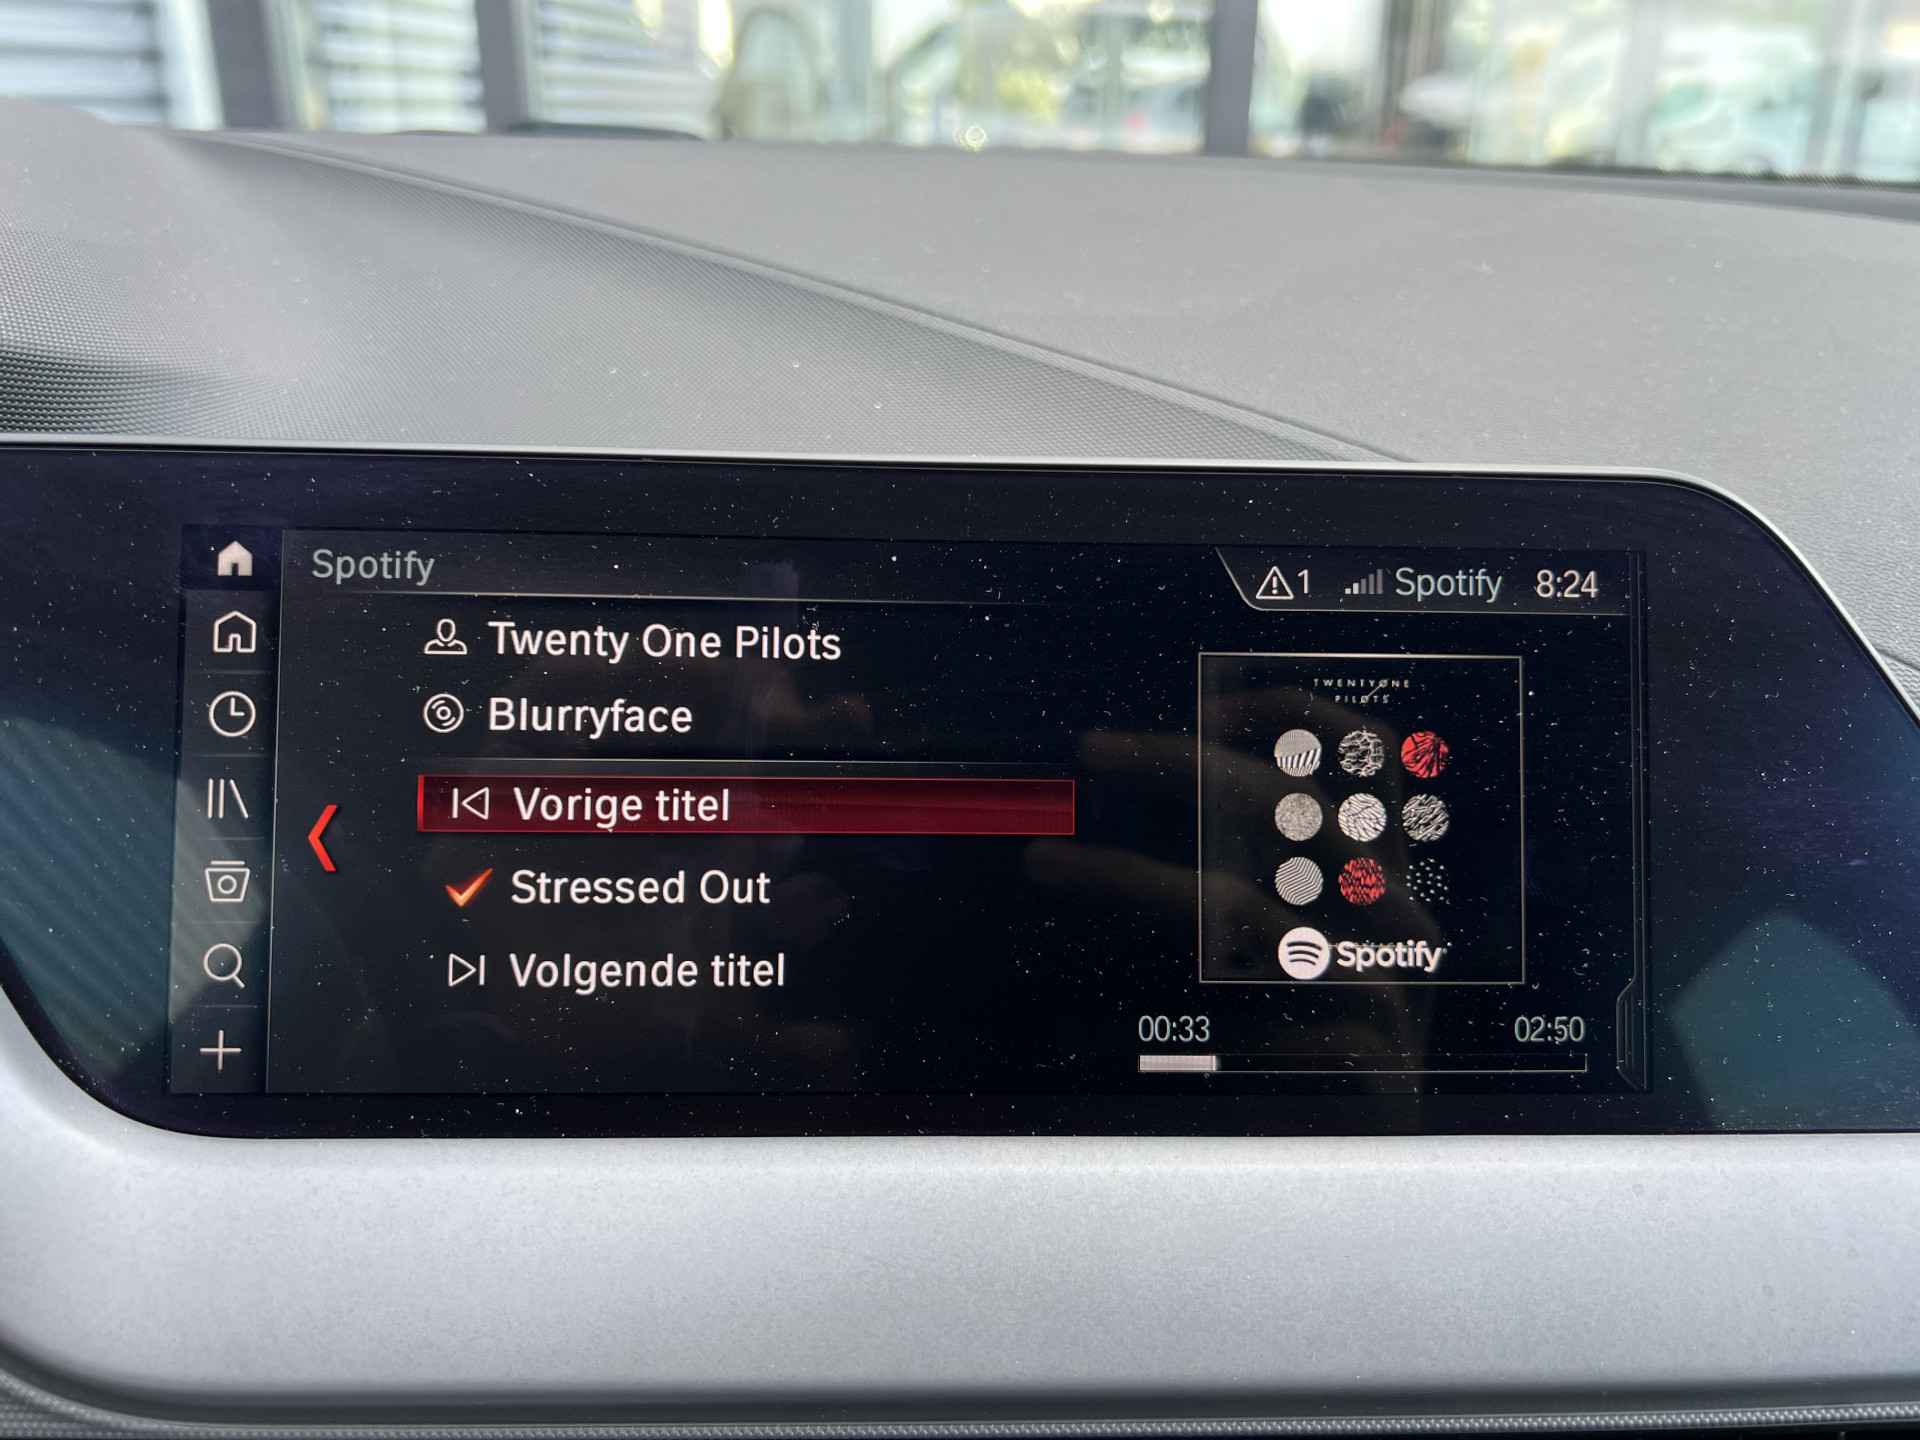 Spotify
1 Spotify 8:24
Twenty One Pilots
Blurryface
Vorige titel
Stressed Out
Volgende titel
TWENTY ONE
PILOTS
Spotify
00:33 02:50